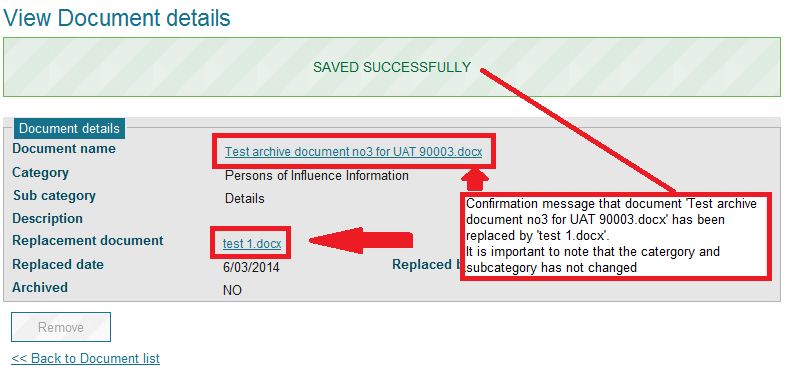 View Document details
SAVED SUCCESSFULLY
Document details
Document name Test archive document no3 for UAT 90003.docx
Category Persons of Influence Information
Sub category Details
Description
Replacement document test 1.docx
Replaced date 6/03/2014 Replaced
Archived NO
Confirmation message that document 'Test archive
document no3 for UAT 90003.docx' has been
replaced by 'test 1.docx'.
It is important to note that the catergory and
subcategory has not changed
Remove
<< Back to Document list